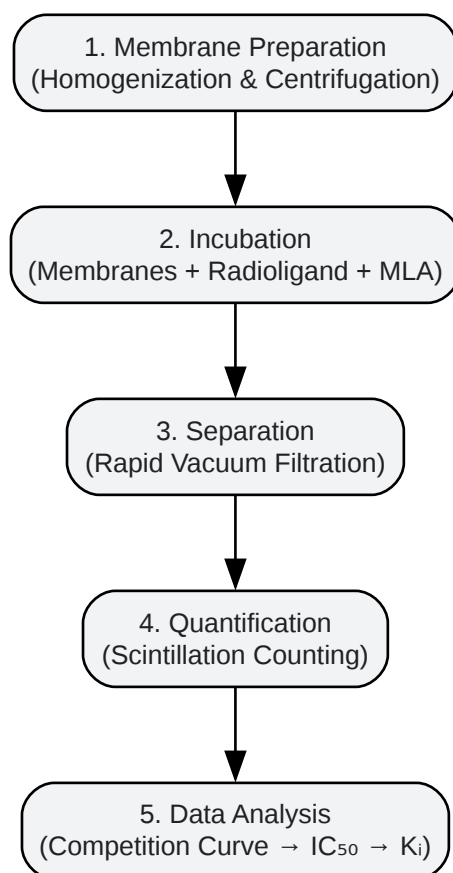 1. Membrane Preparation
(Homogenization & Centrifugation)
2. Incubation
(Membranes + Radioligand + MLA)
3. Separation
(Rapid Vacuum Filtration)
4. Quantification
(Scintillation Counting)
5. Data Analysis
(Competition Curve → IC₅₀ → Kᵢ)